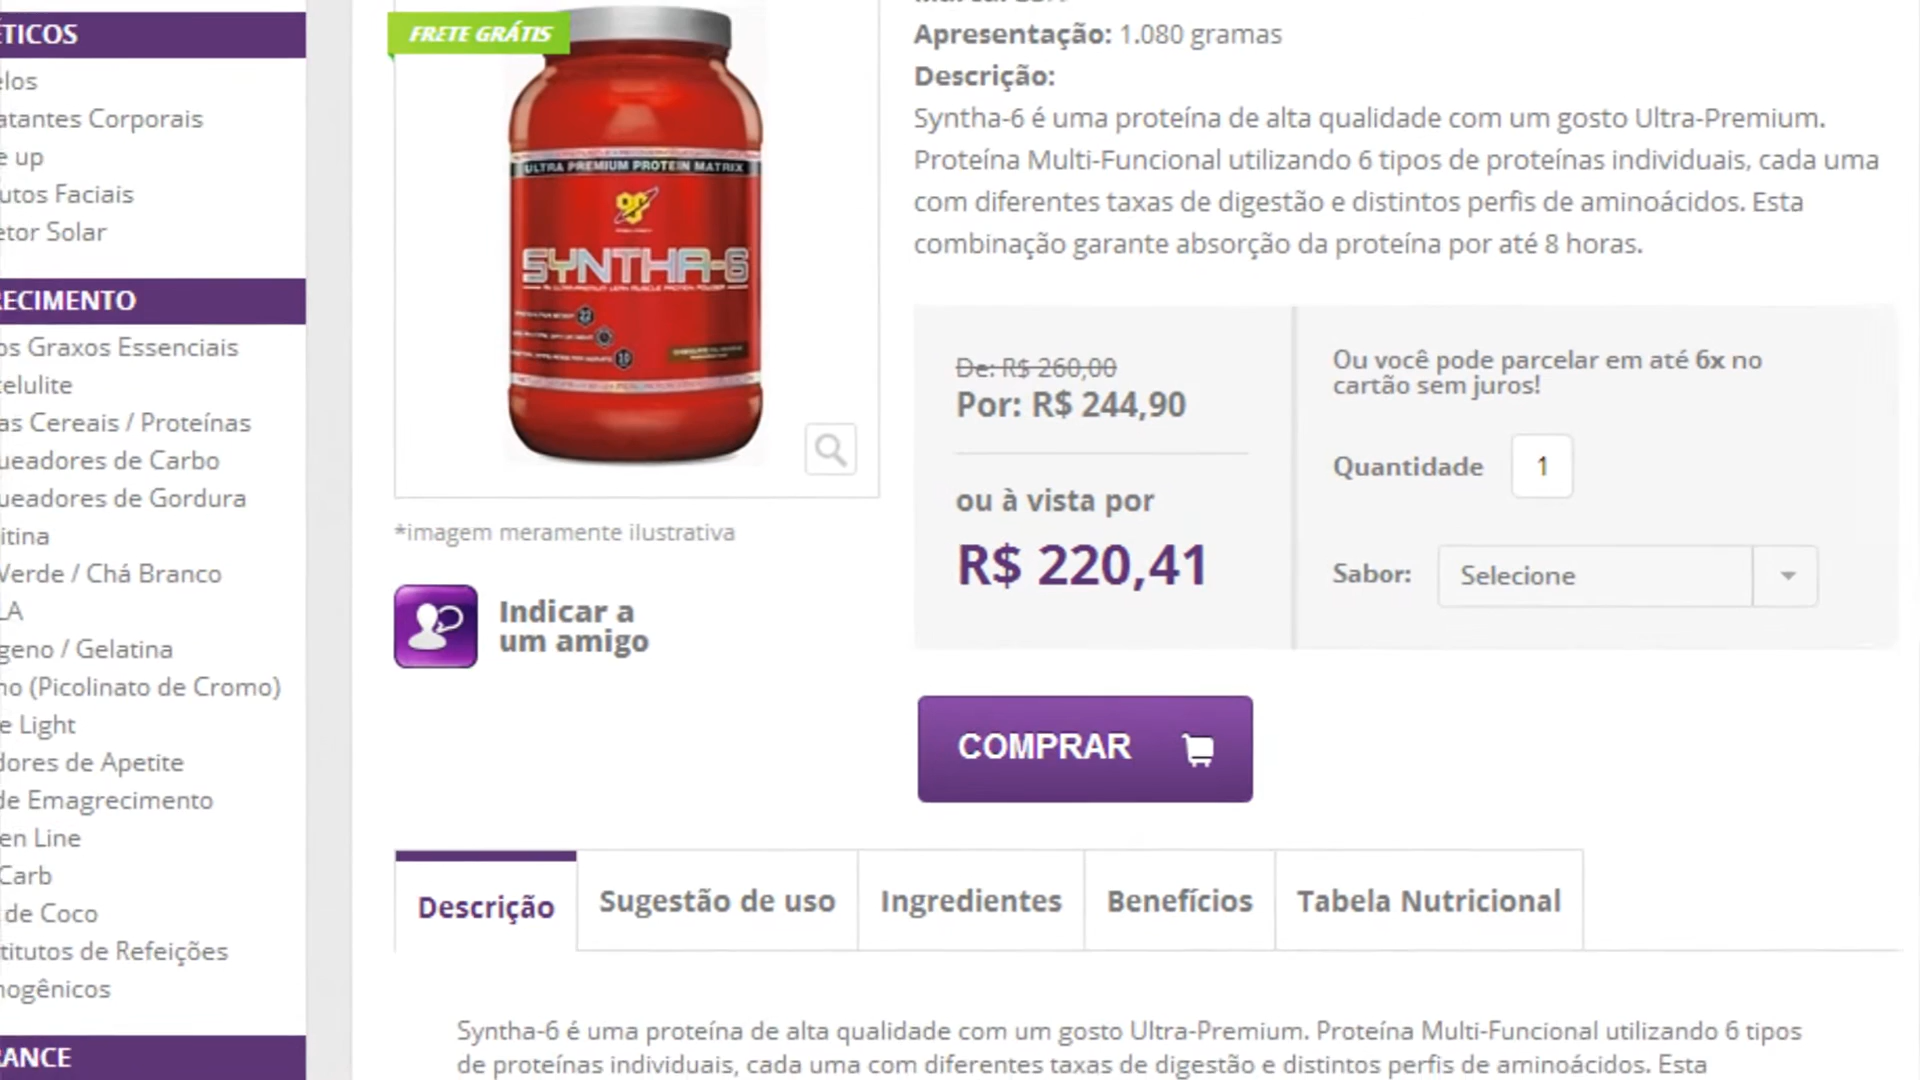 ÉTICOS
elos
atantes Corporais
e up
utos Faciais
etor Solar
RECIMENTO
os Graxos Essenciais
celulite
as Cereais / Proteínas
ueadores de Carbo
ueadores de Gordura
itina
Verde / Chá Branco
LA
geno / Gelatina
no (Picolinato de Cromo)
e Light
dores de Apetite
de Emagrecimento
en Line
Carb
de Coco
titutos de Refeições
mogênicos
RANCE
FRETE GRÁTIS
ULTRA PREMIUM PROTEIN MATRIX
SYNTHA-6
22
10
*imagem meramente ilustrativa
Indicar a
um amigo
Apresentação: 1.080 gramas
Descrição:
Syntha-6 é uma proteína de alta qualidade com um gosto Ultra-Premium.
Proteína Multi-Funcional utilizando 6 tipos de proteínas individuais, cada uma
com diferentes taxas de digestão e distintos perfis de aminoácidos. Esta
combinação garante absorção da proteína por até 8 horas.
De: R$ 260,00
Por: R$ 244,90
ou à vista por
R$ 220,41
Ou você pode parcelar em até 6x no
cartão sem juros!
Quantidade 1
Sabor: Selecione
COMPRAR
Descrição Sugestão de uso Ingredientes Benefícios Tabela Nutricional
Syntha-6 é uma proteína de alta qualidade com um gosto Ultra-Premium. Proteína Multi-Funcional utilizando 6 tipos
de proteínas individuais, cada uma com diferentes taxas de digestão e distintos perfis de aminoácidos. Esta